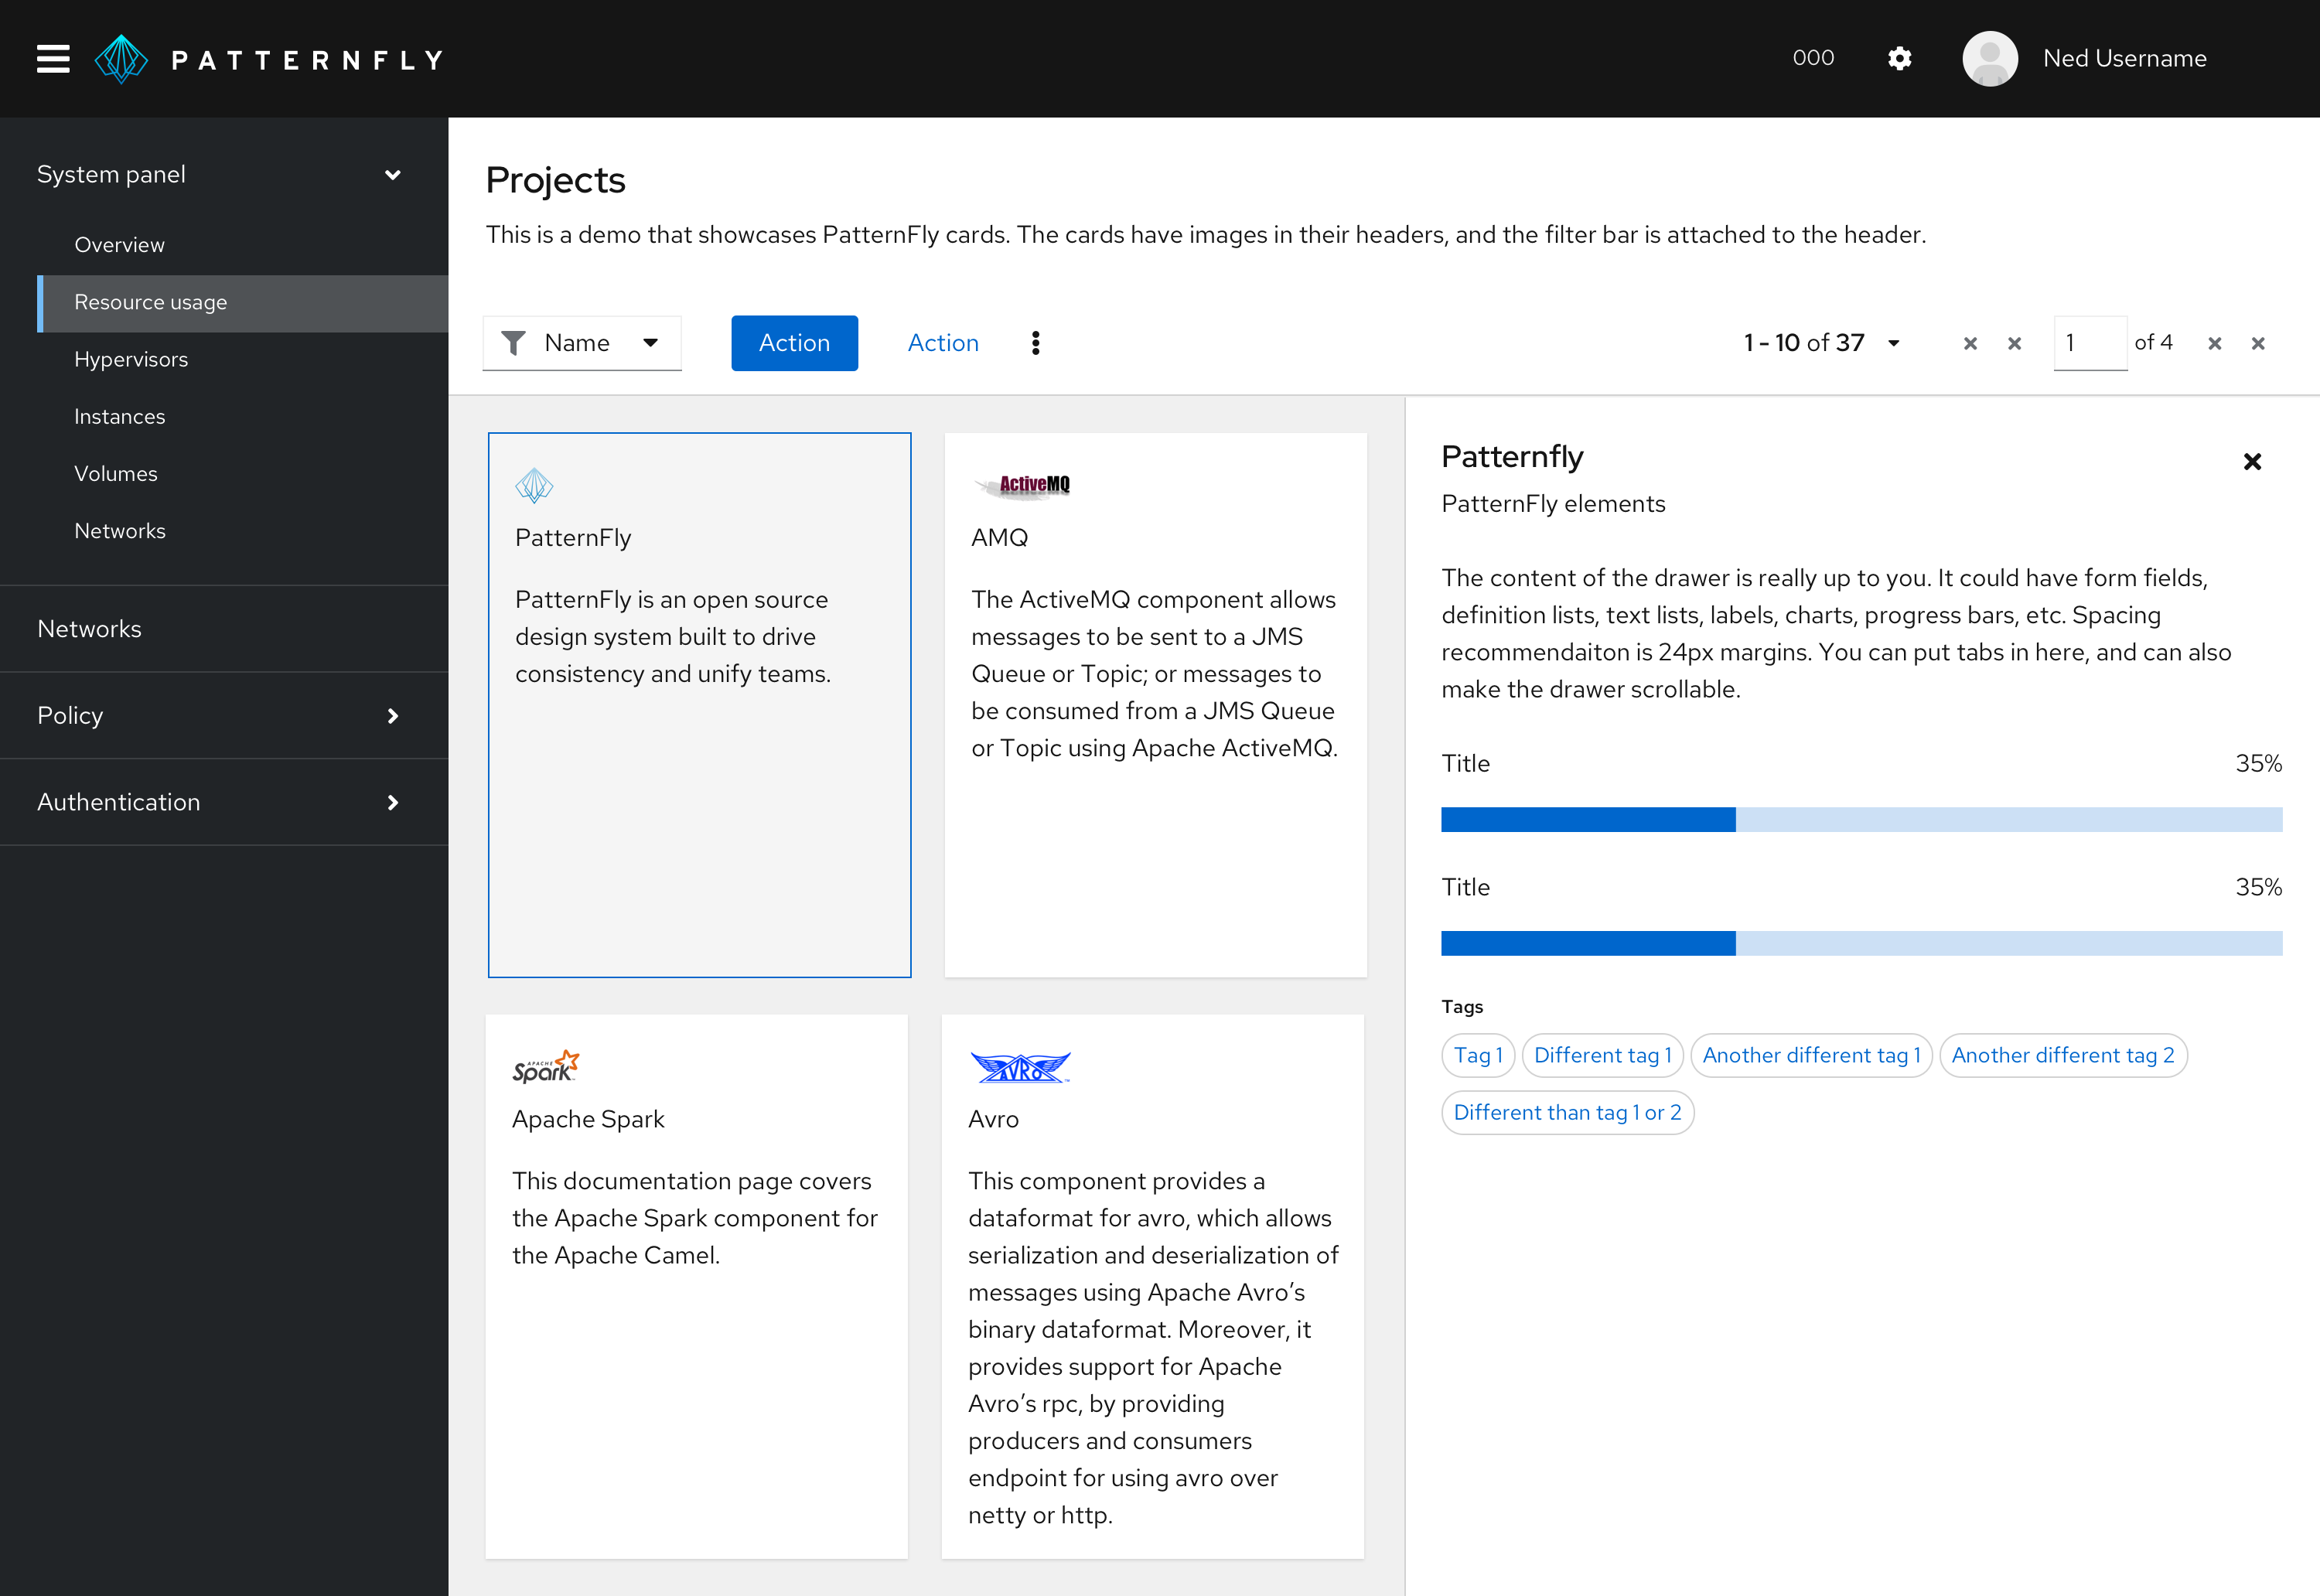 PATTERNFLY
000
Ned Username
System panel
Overview
Resource usage
Hypervisors
Instances
Volumes
Networks
Networks
Policy
Authentication
Projects
This is a demo that showcases PatternFly cards. The cards have images in their headers, and the filter bar is attached to the header.
Name
Action
Action
1 - 10 of 37
1
of 4
ActiveMQ
PatternFly
PatternFly is an open source
design system built to drive
consistency and unify teams.
AMQ
The ActiveMQ component allows
messages to be sent to a JMS
Queue or Topic; or messages to
be consumed from a JMS Queue
or Topic using Apache ActiveMQ.
APACHE
Spark
Apache Spark
This documentation page covers
the Apache Spark component for
the Apache Camel.
AVRO
Avro
This component provides a
dataformat for avro, which allows
serialization and deserialization of
messages using Apache Avro’s
binary dataformat. Moreover, it
provides support for Apache
Avro’s rpc, by providing
producers and consumers
endpoint for using avro over
netty or http.
Patternfly
PatternFly elements
The content of the drawer is really up to you. It could have form fields,
definition lists, text lists, labels, charts, progress bars, etc. Spacing
recommendaiton is 24px margins. You can put tabs in here, and can also
make the drawer scrollable.
Title 35%
Title 35%
Tags
Tag 1 Different tag 1 Another different tag 1 Another different tag 2
Different than tag 1 or 2